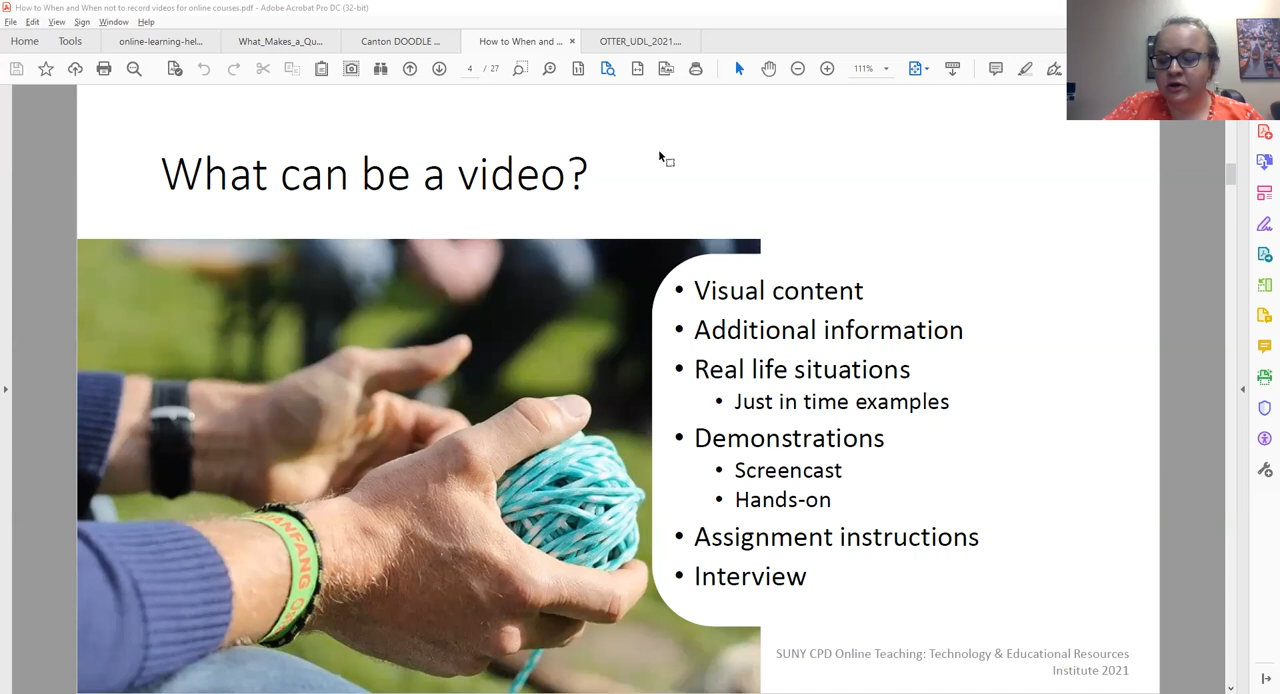 How to When and When not to record videos for online courses.pdf - Adobe Acrobat Pro DC (32-bit)
File Edit View Sign Window Help
Home Tools online-learning-hel... What_Makes_a_Qu... Canton DOODLE ... How to When and ... × OTTER_UDL_2021....
4 / 27 111%
What can be a video?
• Visual content
• Additional information
• Real life situations
• Just in time examples
• Demonstrations
• Screencast
• Hands-on
• Assignment instructions
• Interview
SUNY CPD Online Teaching: Technology & Educational Resources
Institute 2021